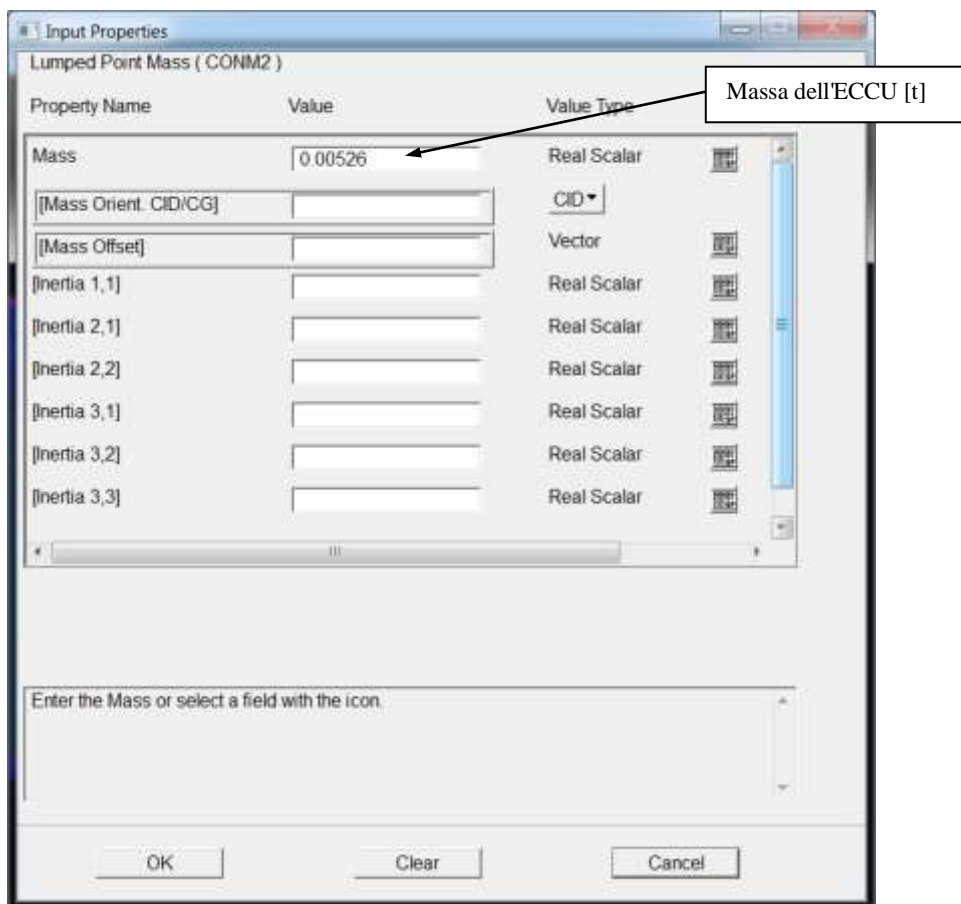 Input Properties
Lumped Point Mass ( CONM2 )
Massa dell'ECCU [t]
Property Name Value Value Type
Mass 0.00526 Real Scalar
[Mass Orient. CID/CG] CID
[Mass Offset] Vector
[Inertia 1,1] Real Scalar
[Inertia 2,1] Real Scalar
[Inertia 2,2] Real Scalar
[Inertia 3,1] Real Scalar
[Inertia 3,2] Real Scalar
[Inertia 3,3] Real Scalar
Enter the Mass or select a field with the icon.
OK Clear Cancel